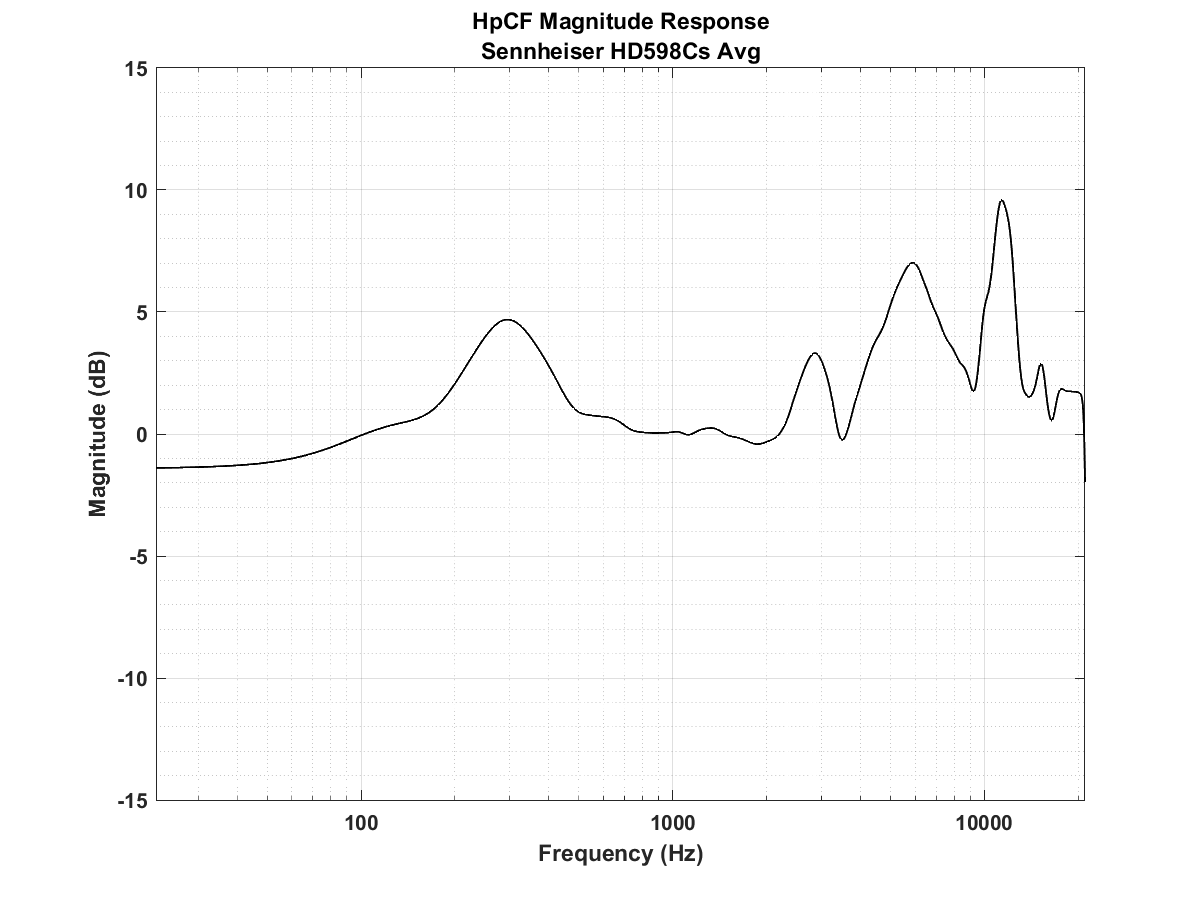 HpCF Magnitude Response
Sennheiser HD598Cs Avg
15
10
5
0
-5
-10
-15
Magnitude (dB)
100
1000
10000
Frequency (Hz)